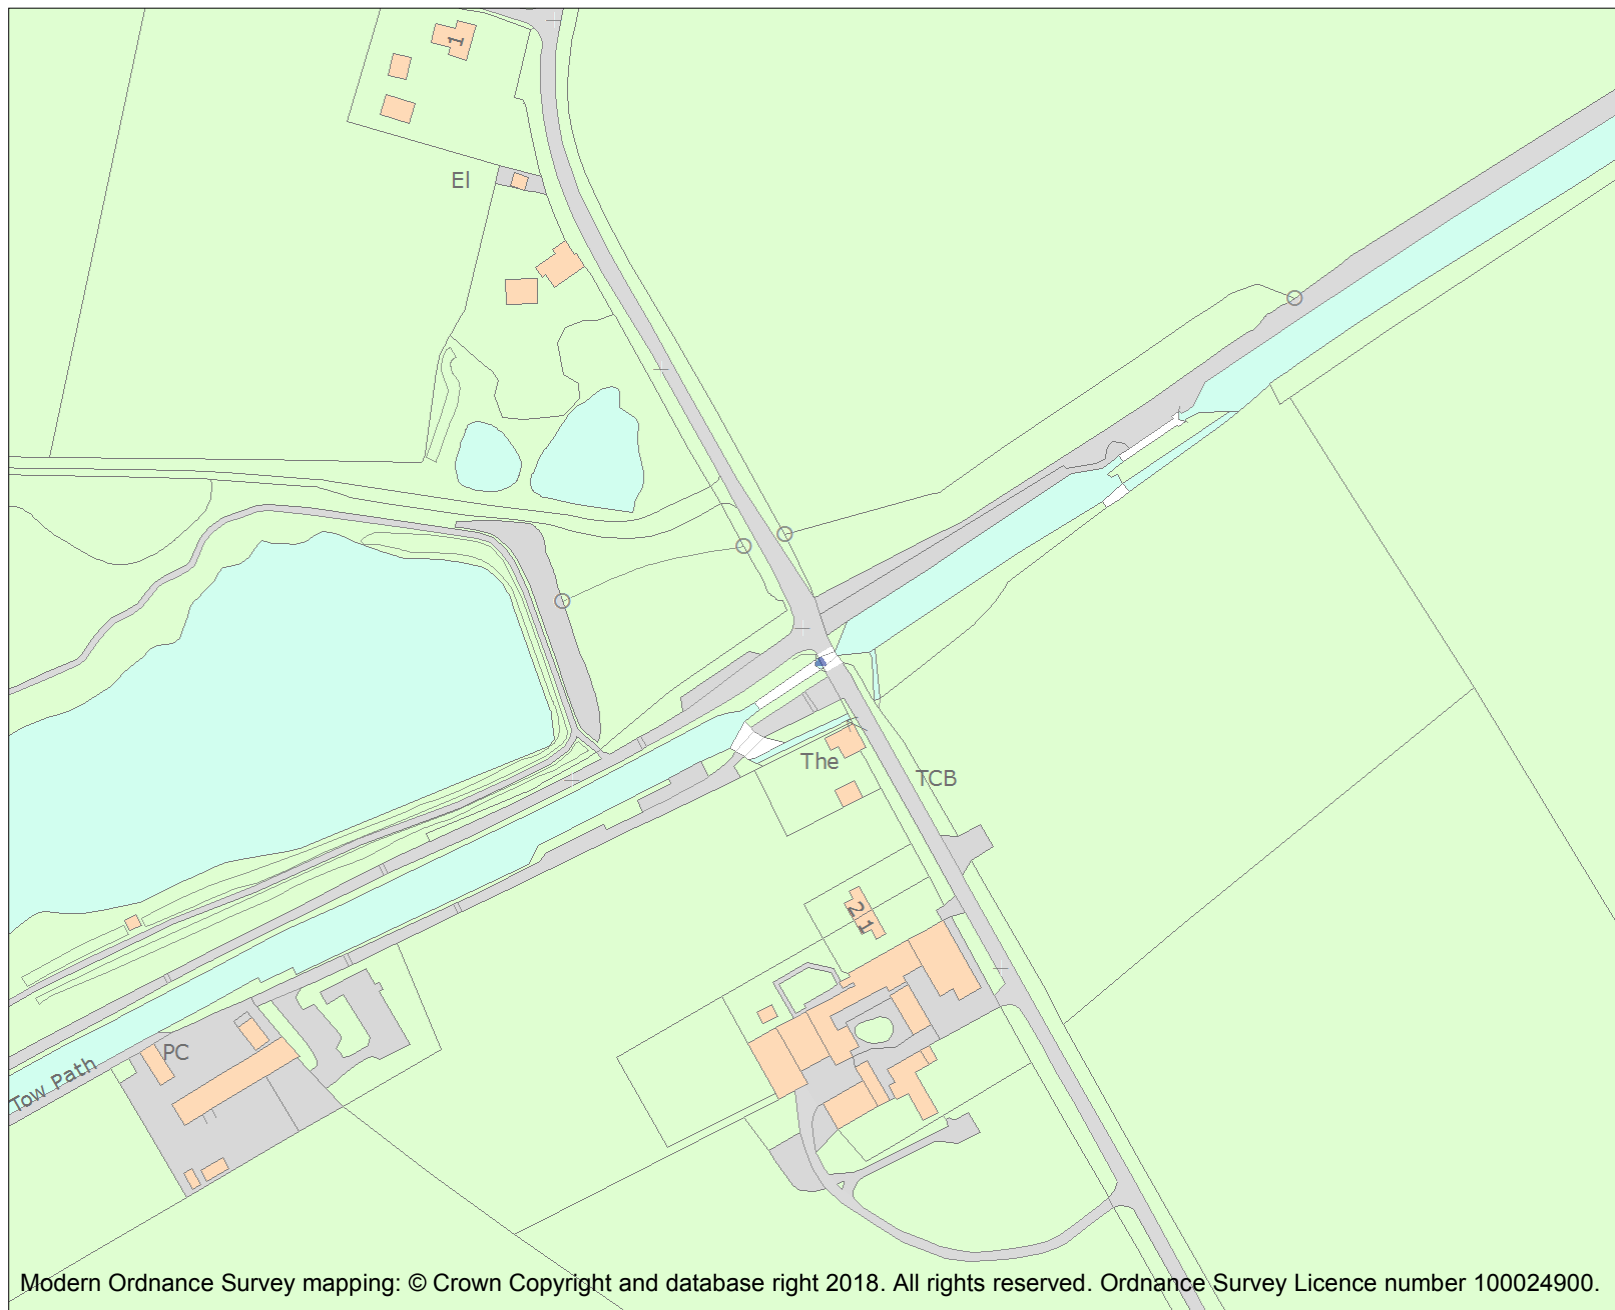 1
El
The
TCB
2
1
PC
Tow Path
Modern Ordnance Survey mapping: © Crown Copyright and database right 2018. All rights reserved. Ordnance Survey Licence number 100024900.